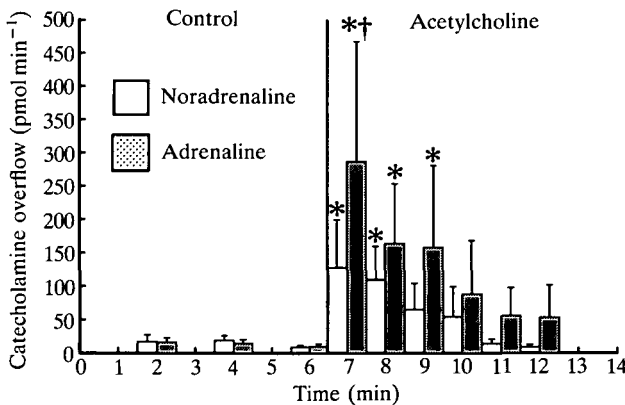 Catecholamine overflow (pmol min⁻¹)
500
450
400
350
300
250
200
150
100
50
0
Control
Acetylcholine
Noradrenaline
Adrenaline
*†
*
*
*
*
0 1 2 3 4 5 6 7 8 9 10 11 12 13 14
Time (min)